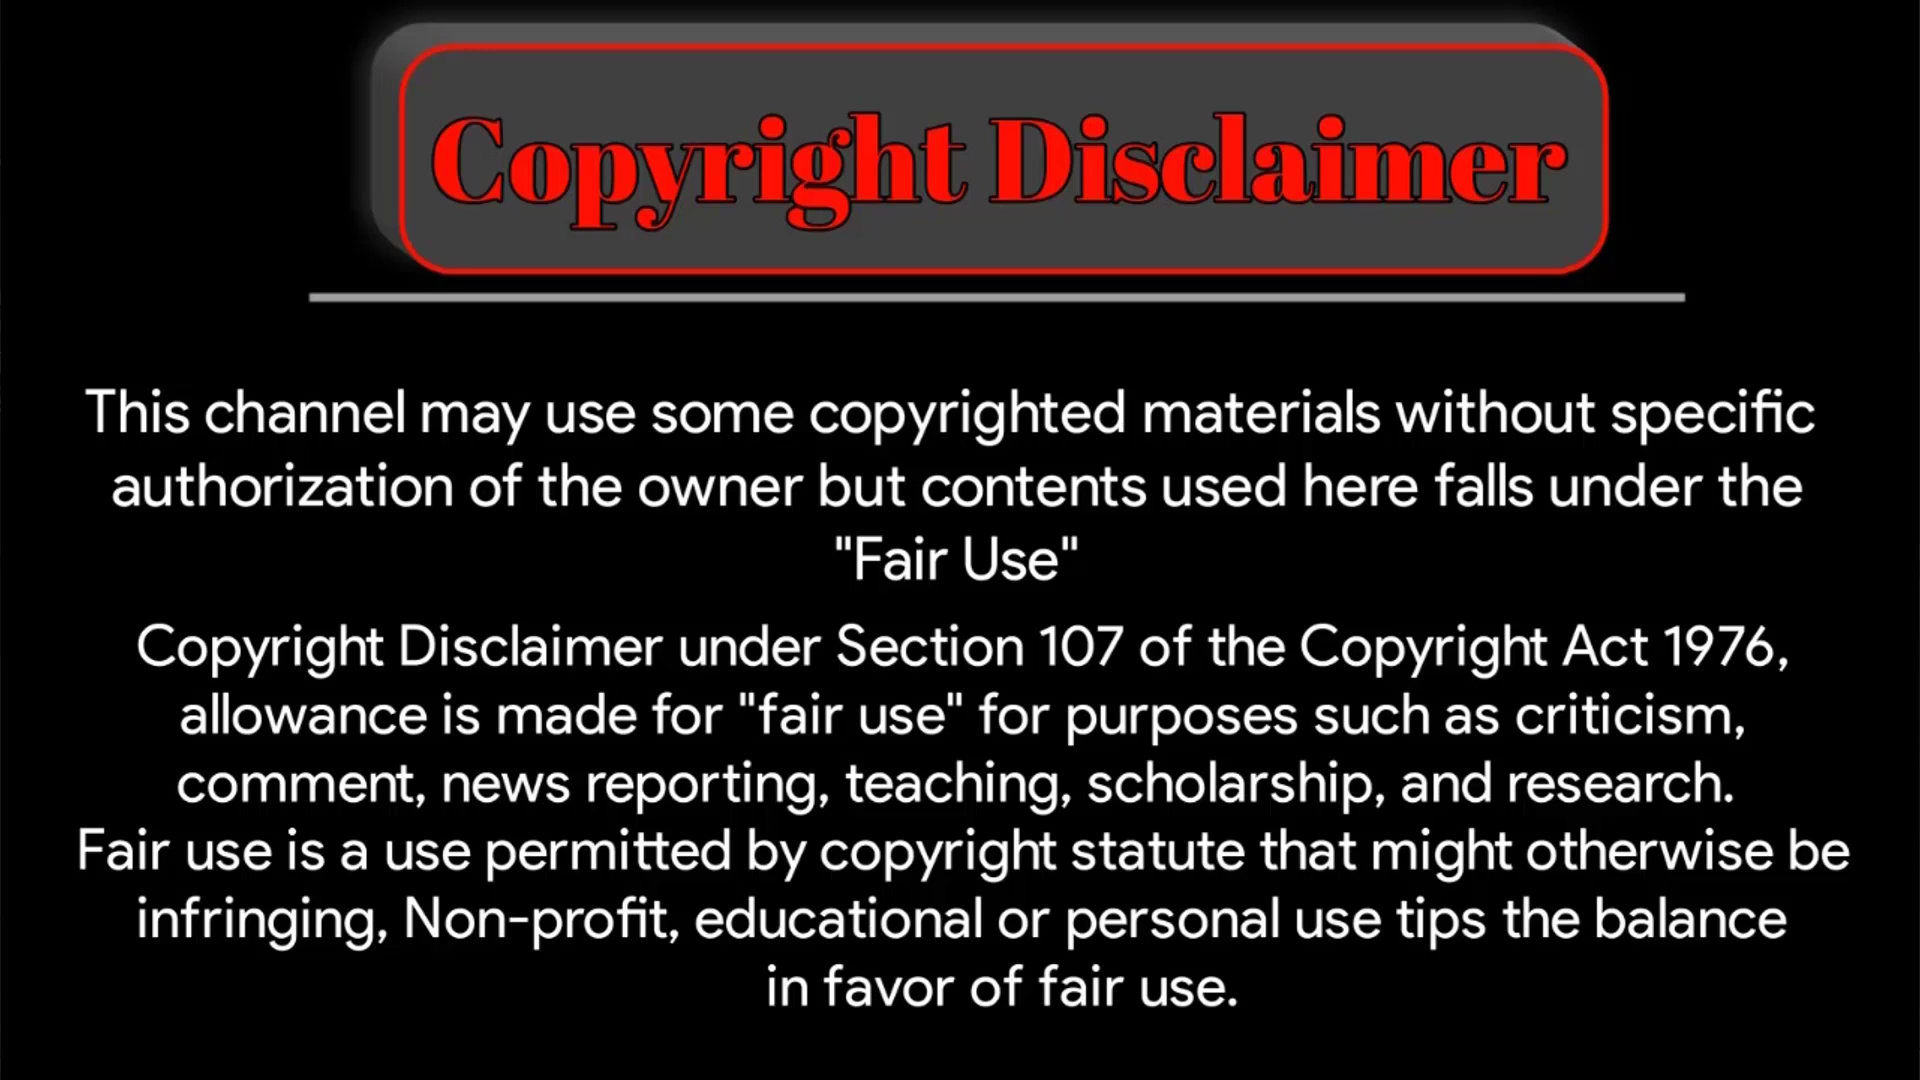 Copyright Disclaimer
This channel may use some copyrighted materials without specific
authorization of the owner but contents used here falls under the
"Fair Use"
Copyright Disclaimer under Section 107 of the Copyright Act 1976,
allowance is made for "fair use" for purposes such as criticism,
comment, news reporting, teaching, scholarship, and research.
Fair use is a use permitted by copyright statute that might otherwise be
infringing, Non-profit, educational or personal use tips the balance
in favor of fair use.